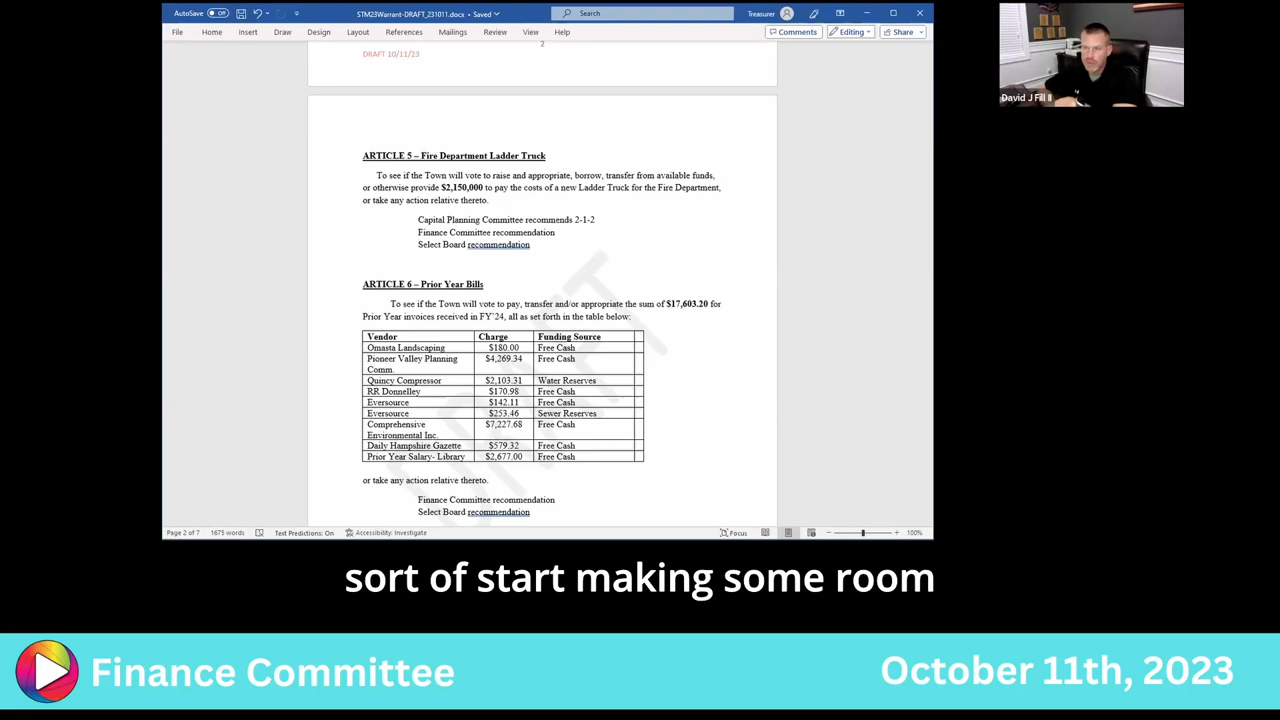 AutoSave Off STM23Warrant-DRAFT_231011.docx • Saved Search Treasurer
File Home Insert Draw Design Layout References Mailings Review View Help Comments Editing Share
2
DRAFT 10/11/23
David J Fill II
ARTICLE 5 – Fire Department Ladder Truck
To see if the Town will vote to raise and appropriate, borrow, transfer from available funds,
or otherwise provide $2,150,000 to pay the costs of a new Ladder Truck for the Fire Department,
or take any action relative thereto.
Capital Planning Committee recommends 2-1-2
Finance Committee recommendation
Select Board recommendation
ARTICLE 6 – Prior Year Bills
To see if the Town will vote to pay, transfer and/or appropriate the sum of $17,603.20 for
Prior Year invoices received in FY'24, all as set forth in the table below:
Vendor Charge Funding Source
Omasta Landscaping $180.00 Free Cash
Pioneer Valley Planning $4,269.34 Free Cash
Comm.
Quincy Compressor $2,103.31 Water Reserves
RR Donnelley $170.98 Free Cash
Eversource $142.11 Free Cash
Eversource $253.46 Sewer Reserves
Comprehensive $7,227.68 Free Cash
Environmental Inc.
Daily Hampshire Gazette $579.32 Free Cash
Prior Year Salary- Library $2,677.00 Free Cash
or take any action relative thereto.
Finance Committee recommendation
Select Board recommendation
DRAFT
Page 2 of 7 1675 words Text Predictions: On Accessibility: Investigate Focus 100%
sort of start making some room
Finance Committee October 11th, 2023